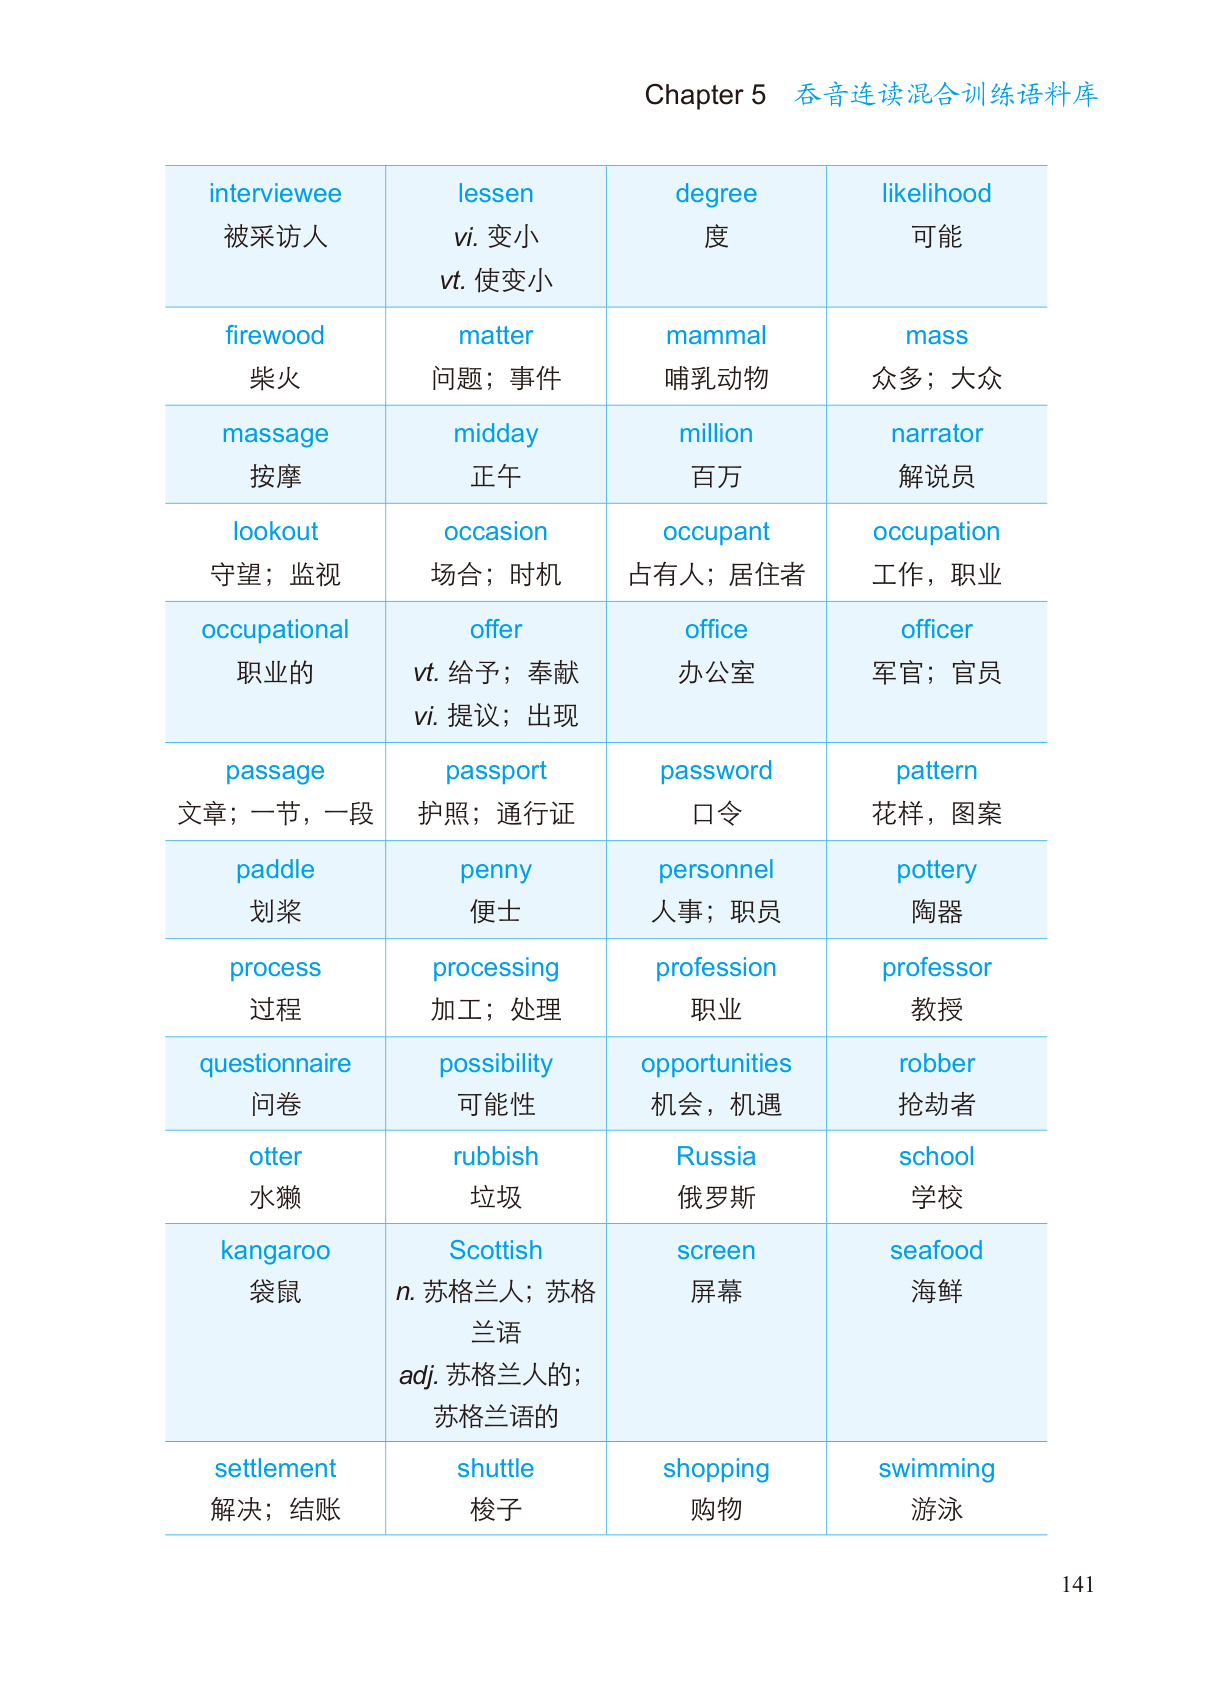 Chapter 5 吞音连读混合训练语料库
interviewee lessen degree likelihood
被采访人 vi. 变小 度 可能
vt. 使变小
firewood matter mammal mass
柴火 问题；事件 哺乳动物 众多；大众
massage midday million narrator
按摩 正午 百万 解说员
lookout occasion occupant occupation
守望；监视 场合；时机 占有人；居住者 工作，职业
occupational offer office officer
职业的 vt. 给予；奉献 办公室 军官；官员
vi. 提议；出现
passage passport password pattern
文章；一节，一段 护照；通行证 口令 花样，图案
paddle penny personnel pottery
划桨 便士 人事；职员 陶器
process processing profession professor
过程 加工；处理 职业 教授
questionnaire possibility opportunities robber
问卷 可能性 机会，机遇 抢劫者
otter rubbish Russia school
水獭 垃圾 俄罗斯 学校
kangaroo Scottish screen seafood
袋鼠 n. 苏格兰人；苏格 屏幕 海鲜
兰语
adj. 苏格兰人的；
苏格兰语的
settlement shuttle shopping swimming
解决；结账 梭子 购物 游泳
141